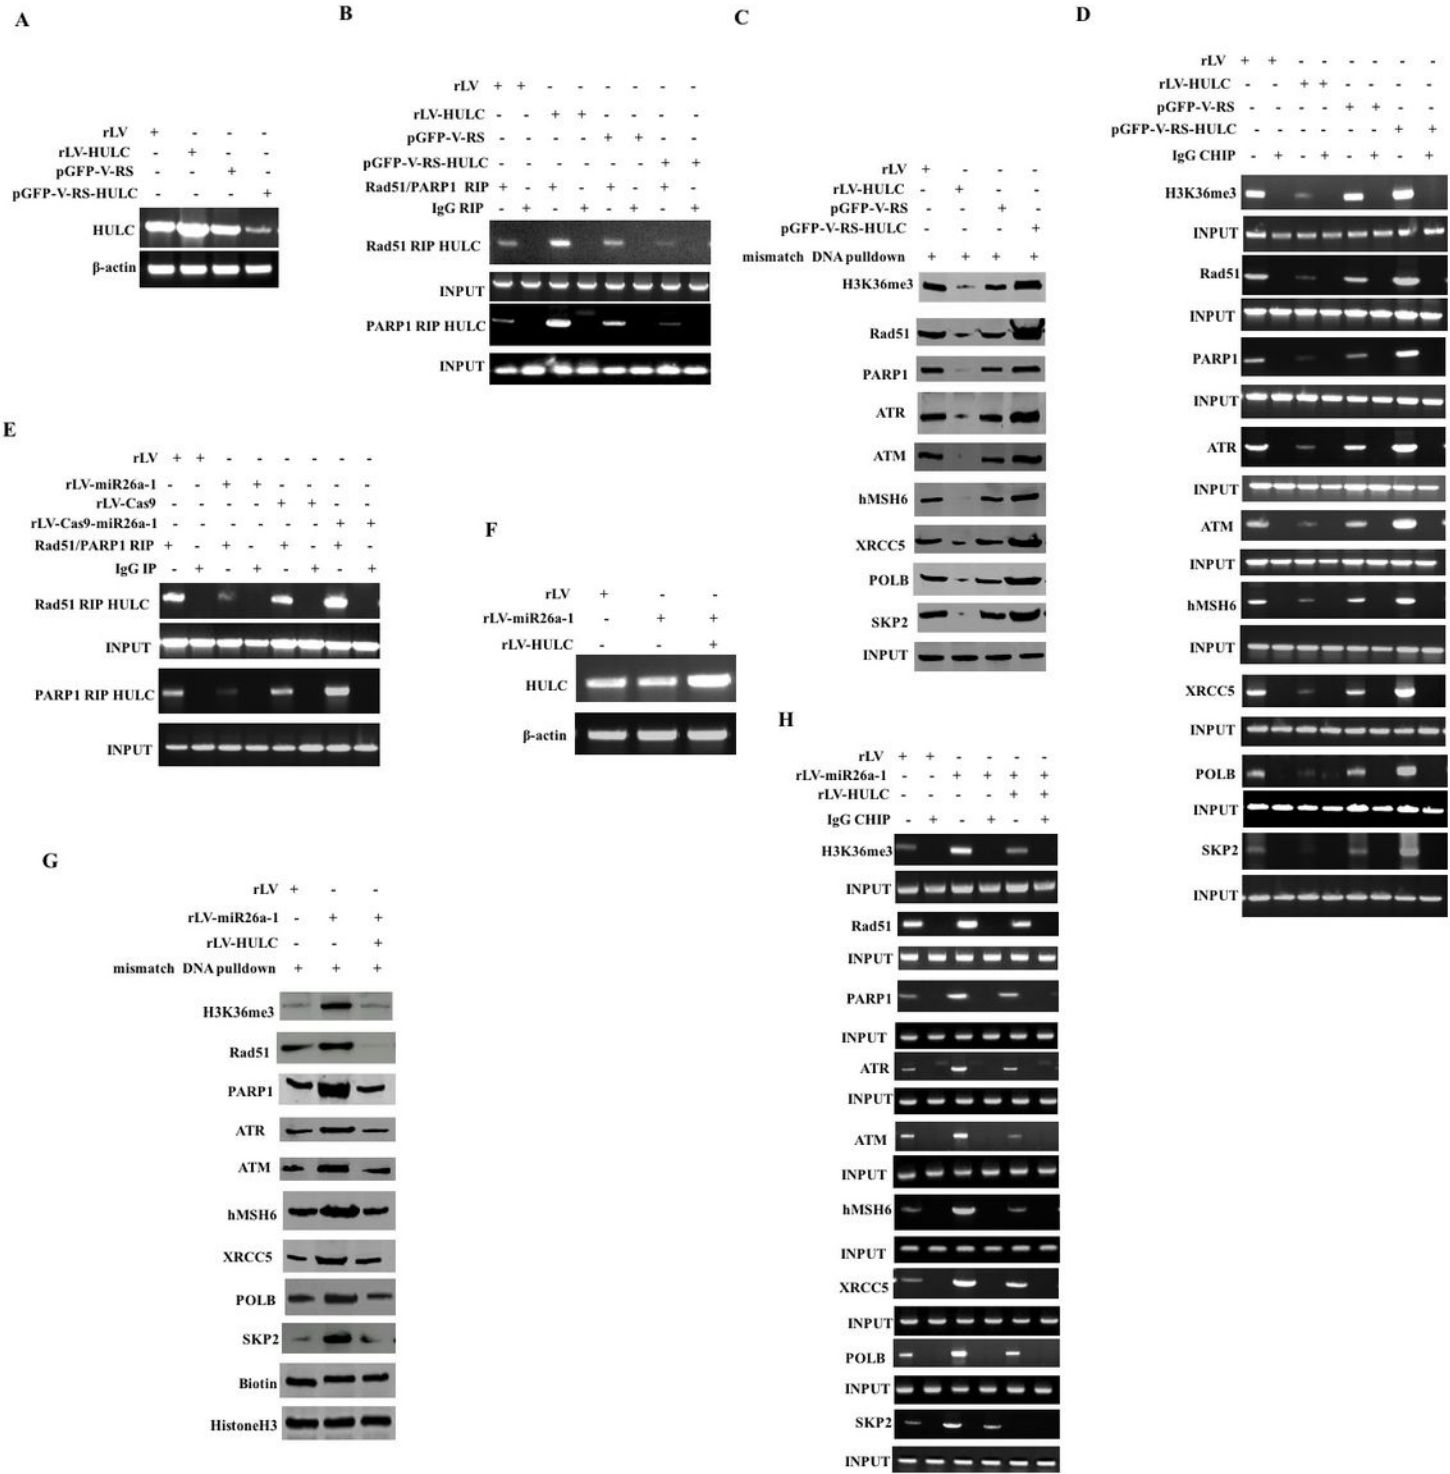 A
rLV + - - -
rLV-HULC - + - -
pGFP-V-RS - - + -
pGFP-V-RS-HULC - - - +
HULC
β-actin
B
rLV + + - - - - - -
rLV-HULC - - + + - - - -
pGFP-V-RS - - - - + + - -
pGFP-V-RS-HULC - - - - - - + +
Rad51/PARP1 RIP + - + - + - + -
IgG RIP - + - + - + - +
Rad51 RIP HULC
INPUT
PARP1 RIP HULC
INPUT
C
rLV + - - -
rLV-HULC - + - -
pGFP-V-RS - - + -
pGFP-V-RS-HULC - - - +
mismatch DNA pulldown + + + +
H3K36me3
Rad51
PARP1
ATR
ATM
hMSH6
XRCC5
POLB
SKP2
INPUT
D
rLV + + - - - - - -
rLV-HULC - - + + - - - -
pGFP-V-RS - - - - + + - -
pGFP-V-RS-HULC - - - - - - + +
IgG CHIP - + - + - + - +
H3K36me3
INPUT
Rad51
INPUT
PARP1
INPUT
ATR
INPUT
ATM
INPUT
hMSH6
INPUT
XRCC5
INPUT
POLB
INPUT
SKP2
INPUT
E
rLV + + - - - - - -
rLV-miR26a-1 - - + + - - - -
rLV-Cas9 - - - - + + - -
rLV-Cas9-miR26a-1 - - - - - - + +
Rad51/PARP1 RIP + - + - + - + -
IgG IP - + - + - + - +
Rad51 RIP HULC
INPUT
PARP1 RIP HULC
INPUT
F
rLV + - -
rLV-miR26a-1 - + +
rLV-HULC - - +
HULC
β-actin
G
rLV + - -
rLV-miR26a-1 - + +
rLV-HULC - - +
mismatch DNA pulldown + + +
H3K36me3
Rad51
PARP1
ATR
ATM
hMSH6
XRCC5
POLB
SKP2
Biotin
HistoneH3
H
rLV + + - - - -
rLV-miR26a-1 - - + + + +
rLV-HULC - - - - + +
IgG CHIP - + - + - +
H3K36me3
INPUT
Rad51
INPUT
PARP1
INPUT
ATR
INPUT
ATM
INPUT
hMSH6
INPUT
XRCC5
INPUT
POLB
INPUT
SKP2
INPUT